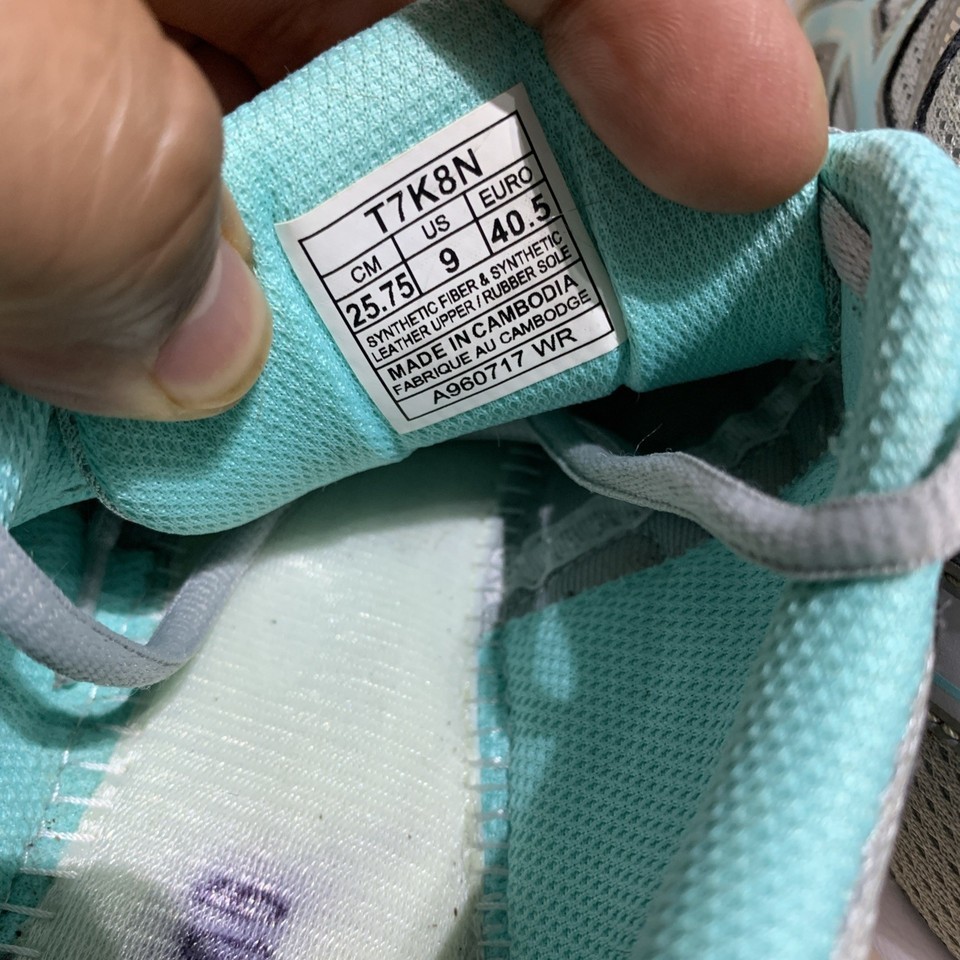 T7K8N
CM US EURO
25.75 9 40.5
SYNTHETIC FIBER & SYNTHETIC
LEATHER UPPER / RUBBER SOLE
MADE IN CAMBODIA
FABRIQUE AU CAMBODGE
A960717 WR